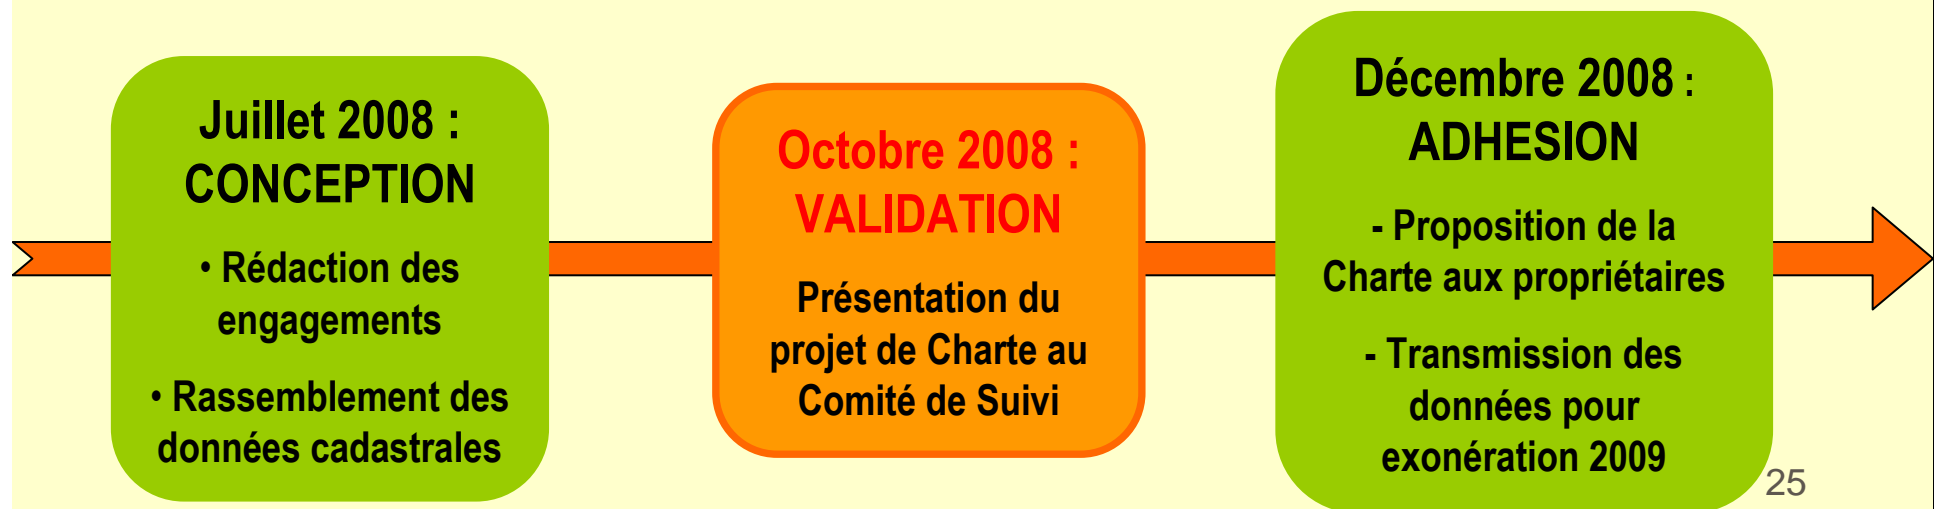 Juillet 2008 :
CONCEPTION
• Rédaction des
engagements
• Rassemblement des
données cadastrales
Octobre 2008 :
VALIDATION
Présentation du
projet de Charte au
Comité de Suivi
Décembre 2008 :
ADHESION
- Proposition de la
Charte aux propriétaires
- Transmission des
données pour
exonération 2009
25